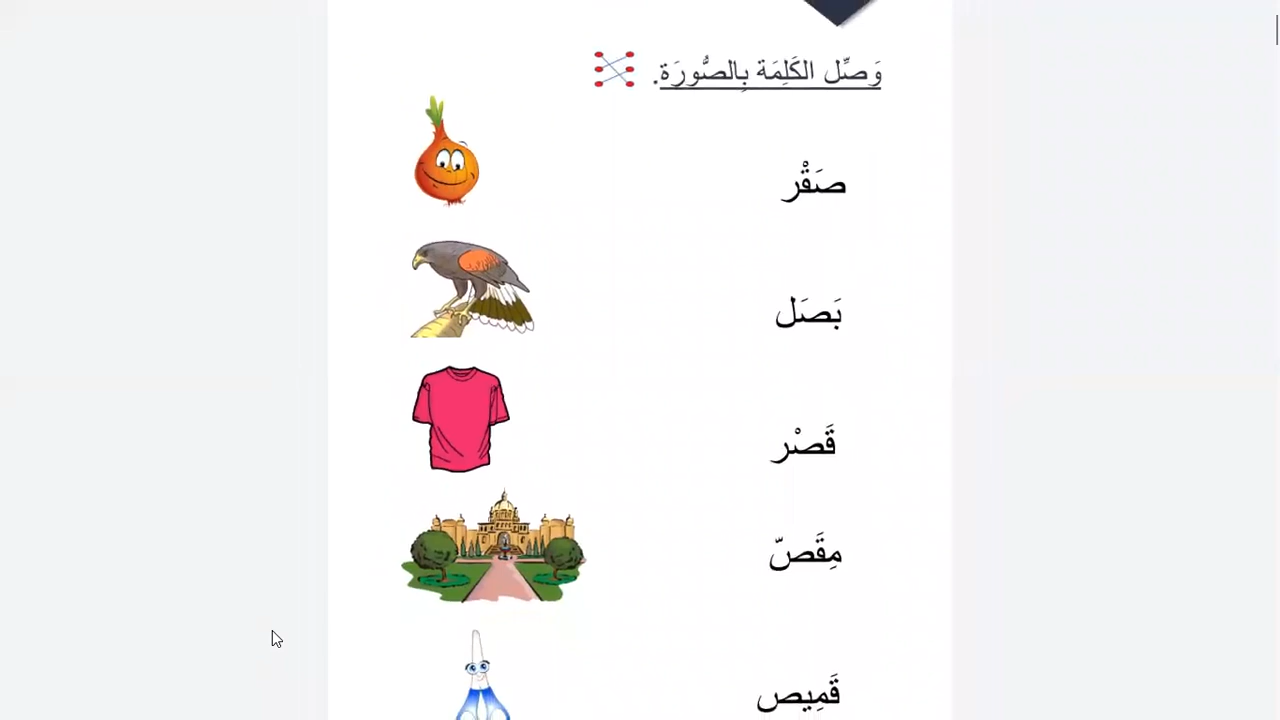 وَصِّل الكَلِمَة بِالصُّورَة.
صَقْر
بَصَل
قَصْر
مِقَصّ
قَمِيص